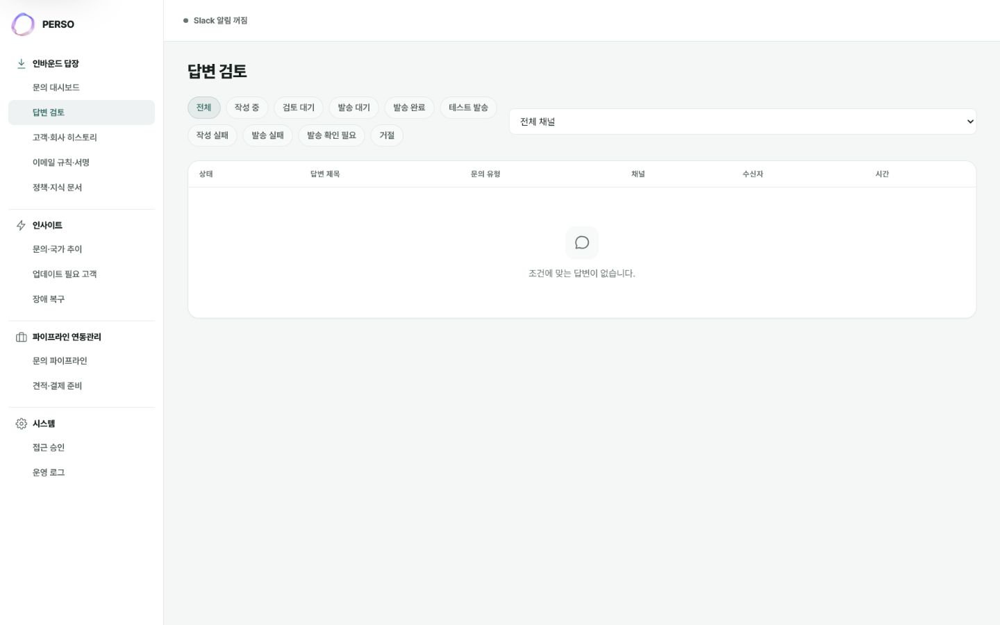 PERSO
인바운드 답장
문의 대시보드
답변 검토
고객·회사 히스토리
이메일 규칙·서명
정책·지식 문서
인사이트
문의·국가 추이
업데이트 필요 고객
장애 복구
파이프라인 연동관리
문의 파이프라인
견적·결제 준비
시스템
접근 승인
운영 로그
Slack 알림 꺼짐
답변 검토
전체 작성 중 검토 대기 발송 대기 발송 완료 테스트 발송
작성 실패 발송 실패 발송 확인 필요 거절
전체 채널
상태 답변 제목 문의 유형 채널 수신자 시간
조건에 맞는 답변이 없습니다.